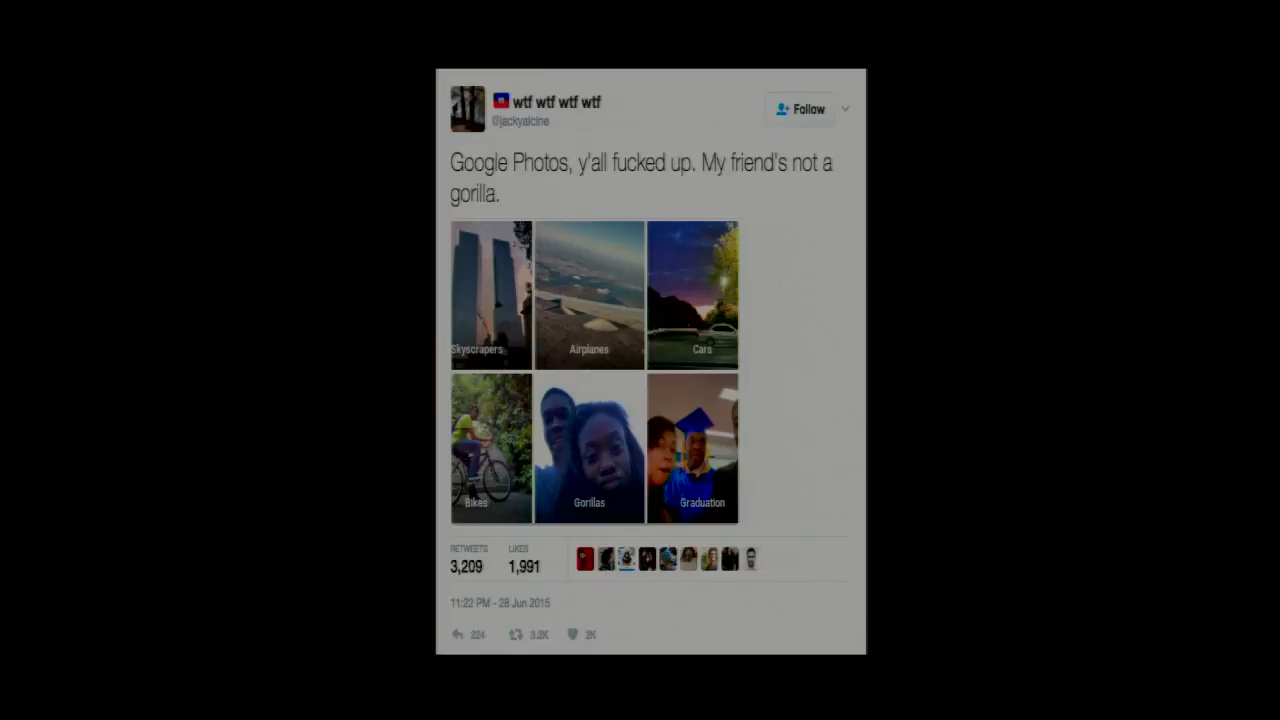 wtf wtf wtf wtf
@jackyalcine
Follow
Google Photos, y'all fucked up. My friend's not a
gorilla.
Skyscrapers
Airplanes
Cars
Bikes
Gorillas
Graduation
RETWEETS
LIKES
3,209
1,991
11:22 PM - 28 Jun 2015
224
3.2K
2K